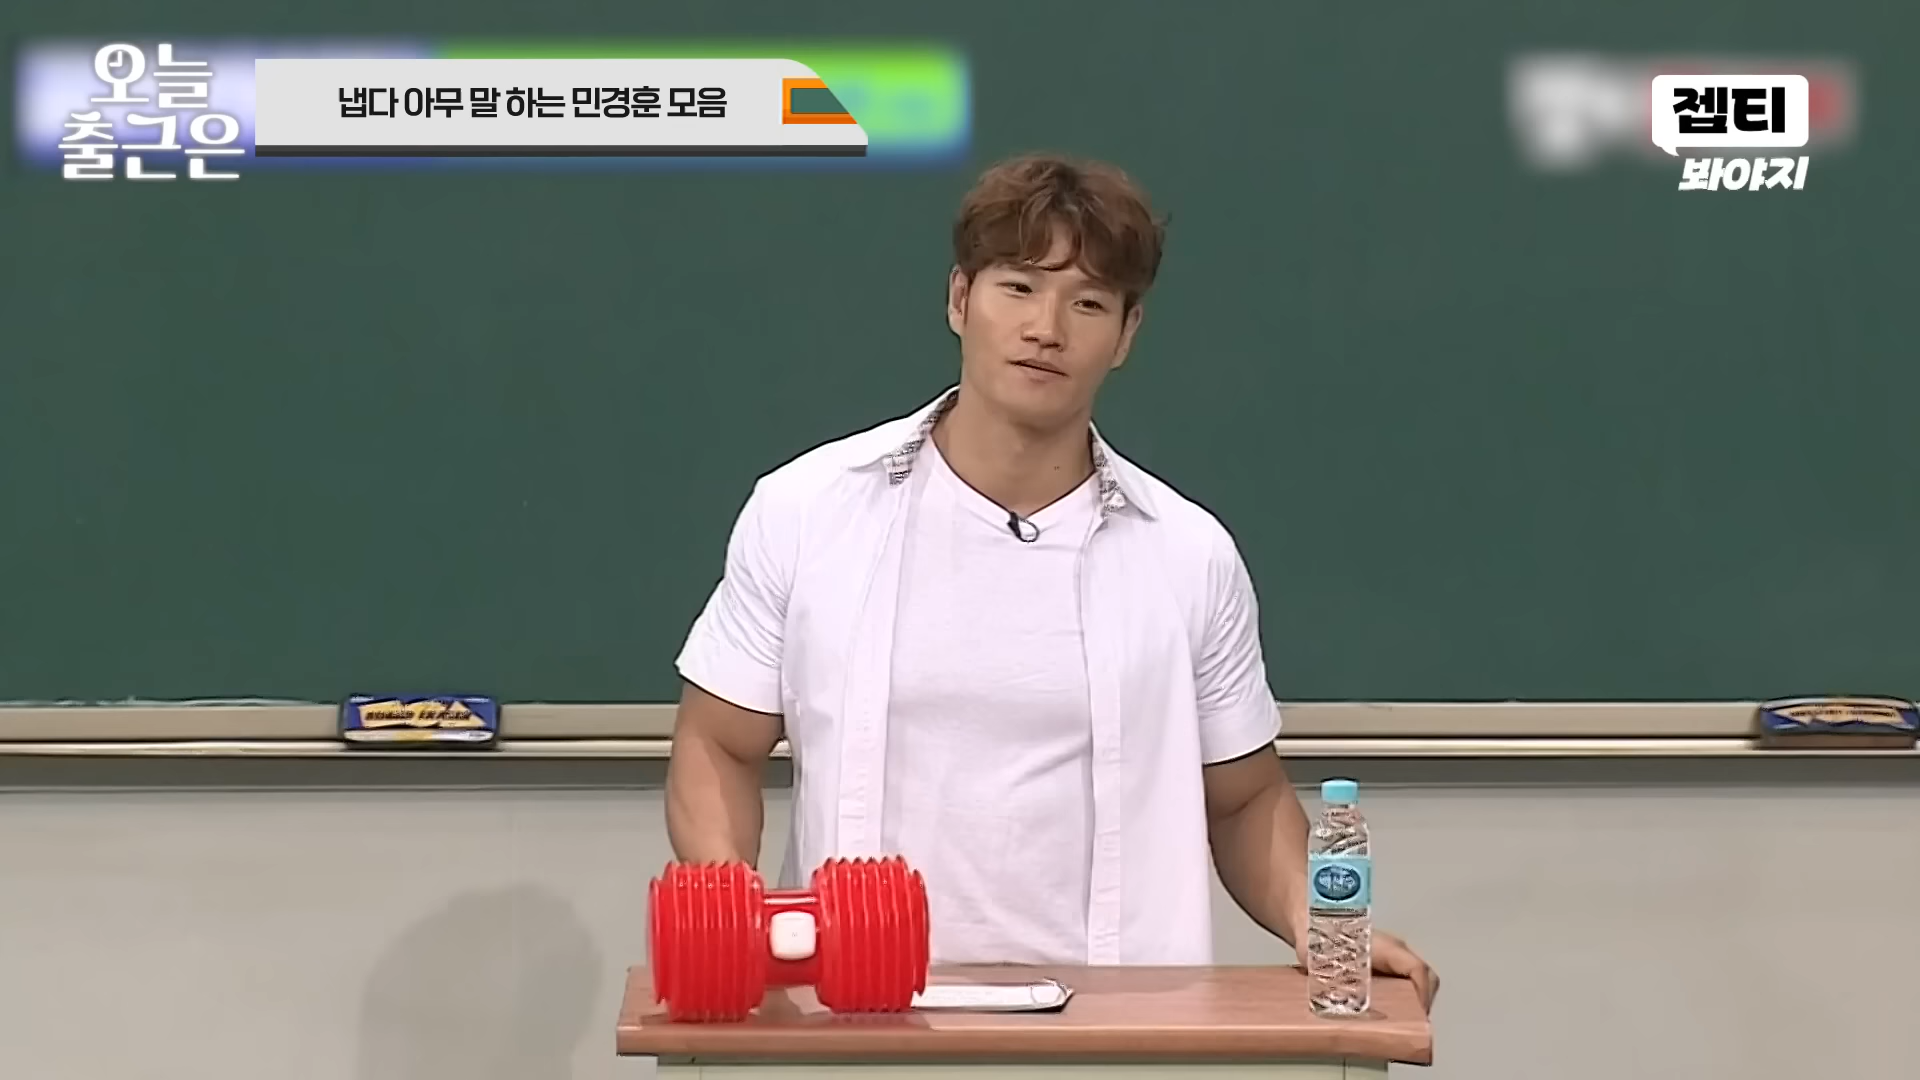 오늘
출근은
냅다 아무 말 하는 민경훈 모음
젭티
봐야지